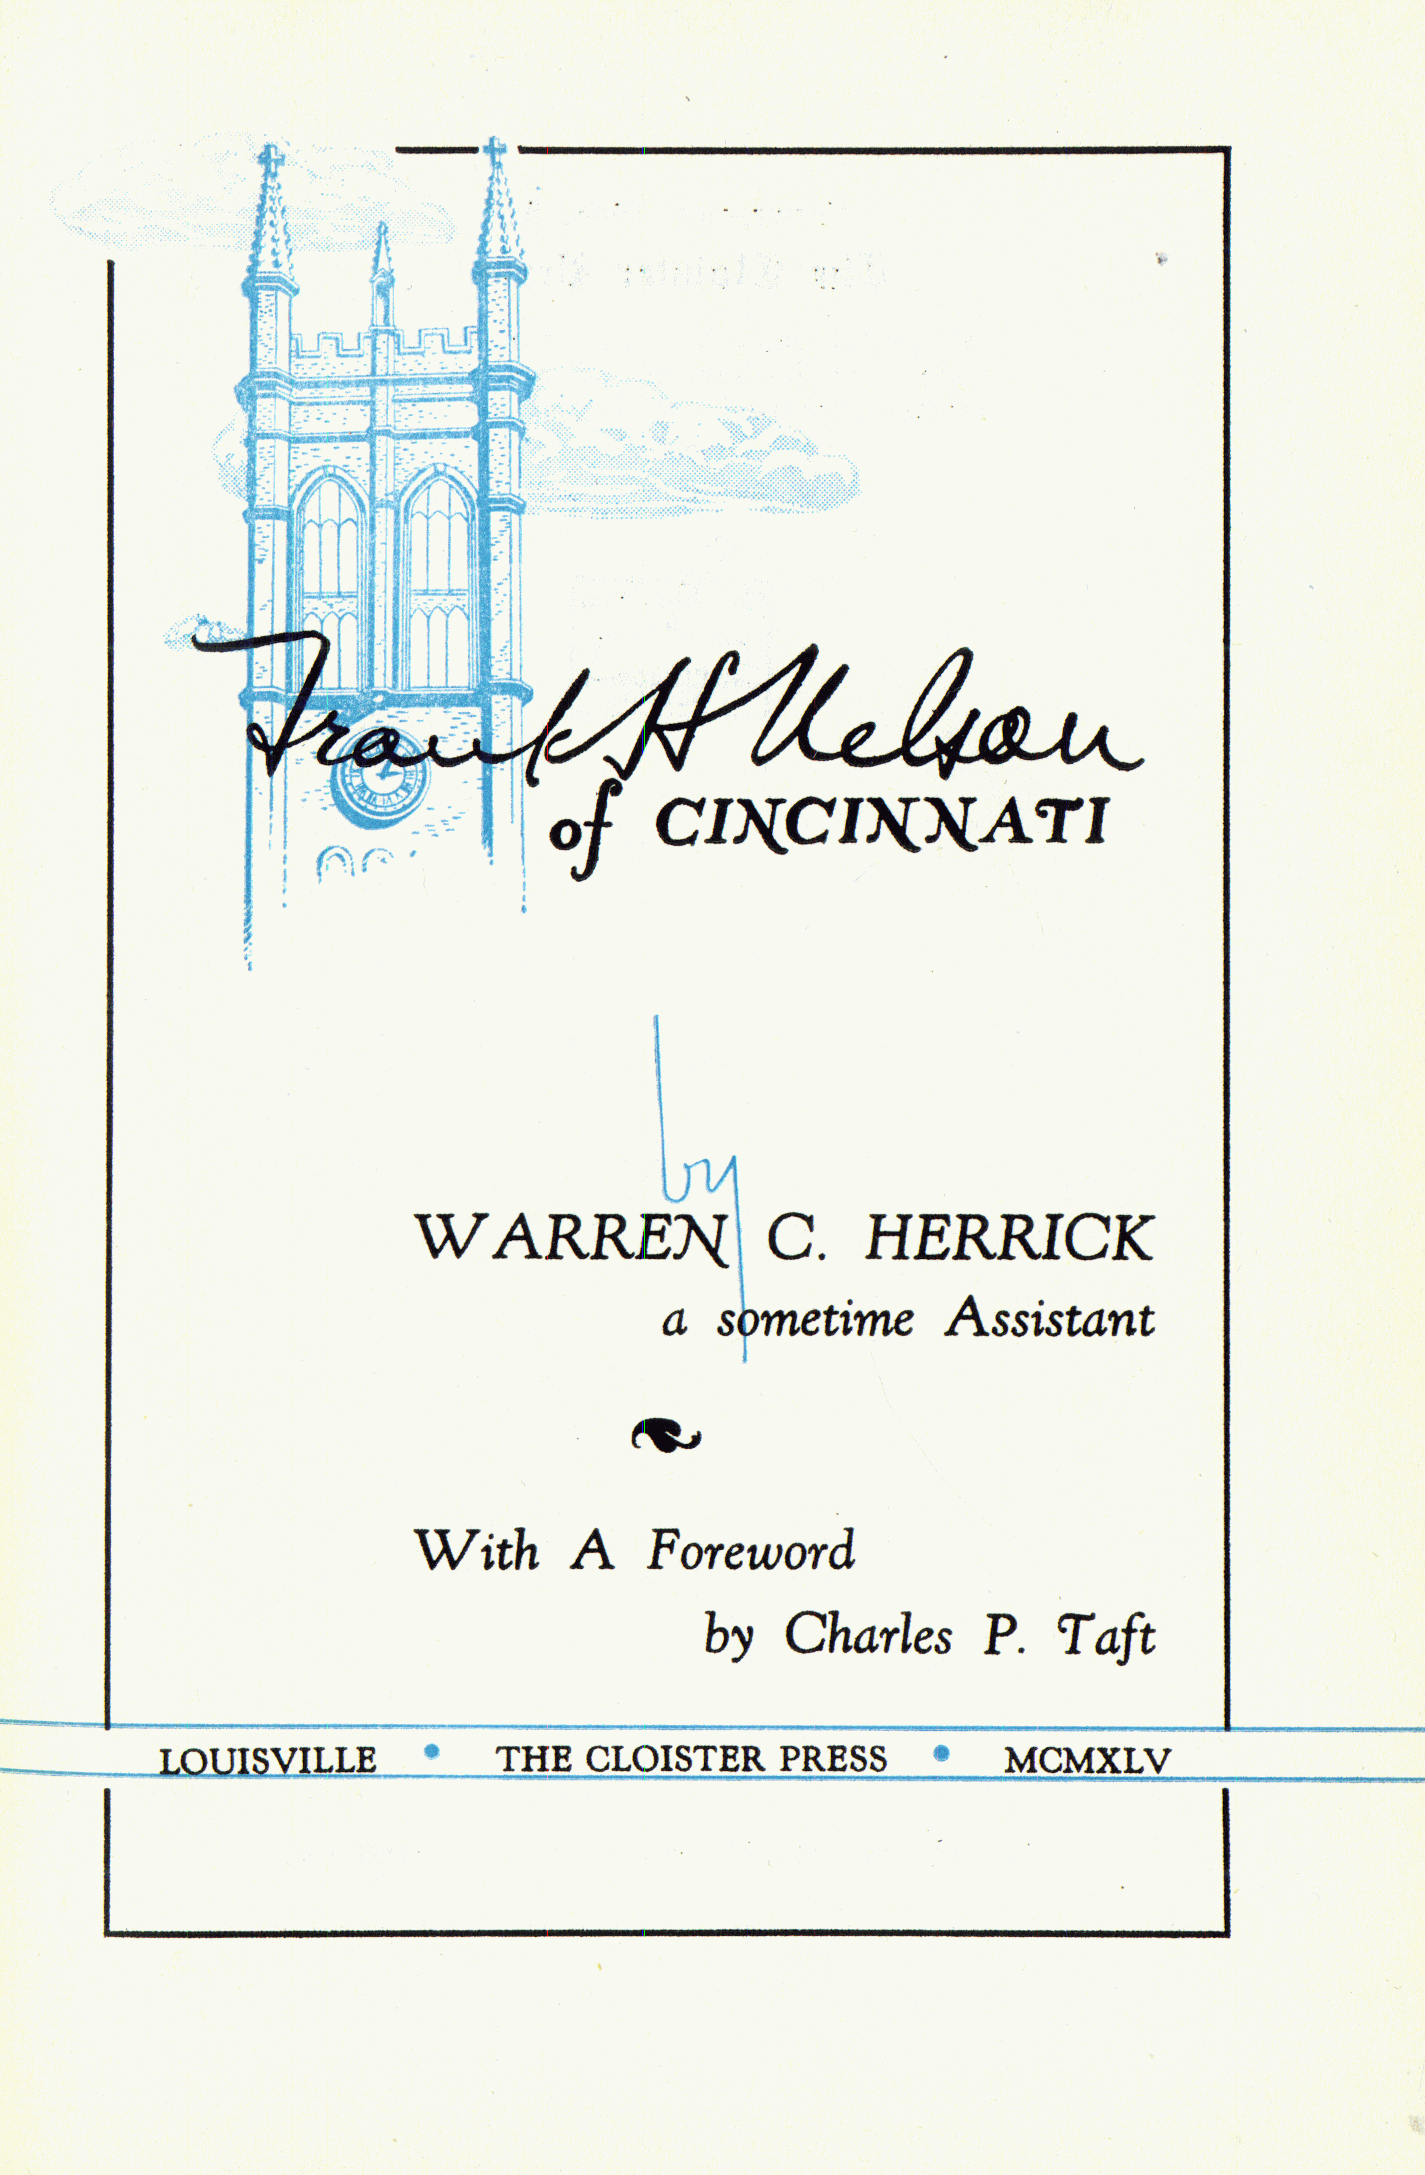 Frank H Nelson
of CINCINNATI
by
WARREN C. HERRICK
a sometime Assistant
With A Foreword
by Charles P. Taft
LOUISVILLE • THE CLOISTER PRESS • MCMXLV